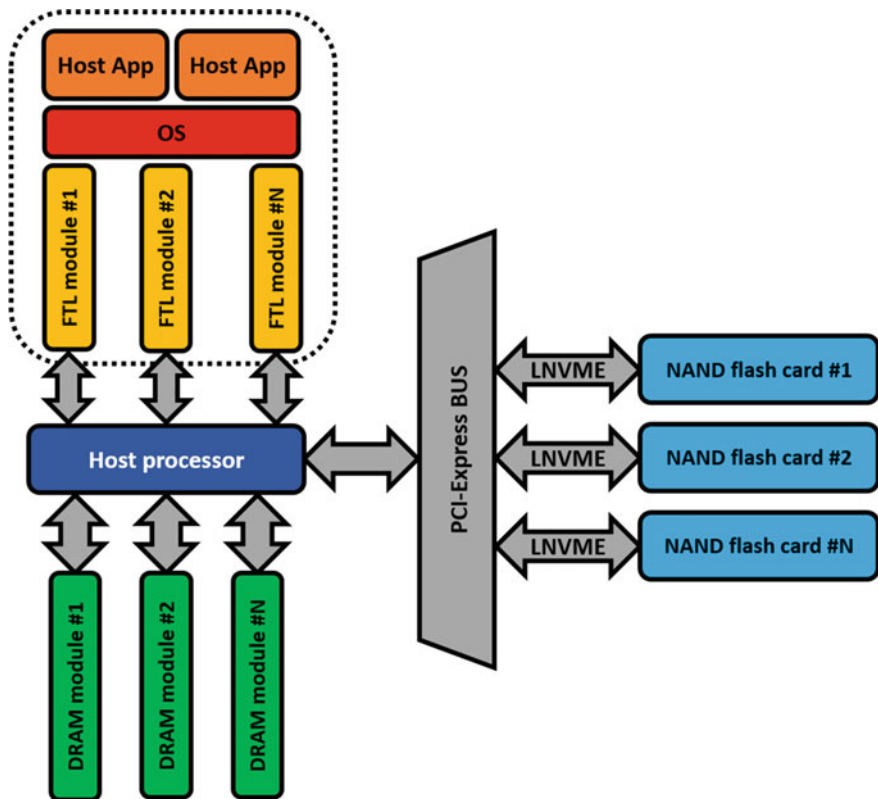 Host App
Host App
OS
FTL module #1
FTL module #2
FTL module #N
Host processor
DRAM module #1
DRAM module #2
DRAM module #N
PCI-Express BUS
LNVME
NAND flash card #1
LNVME
NAND flash card #2
LNVME
NAND flash card #N